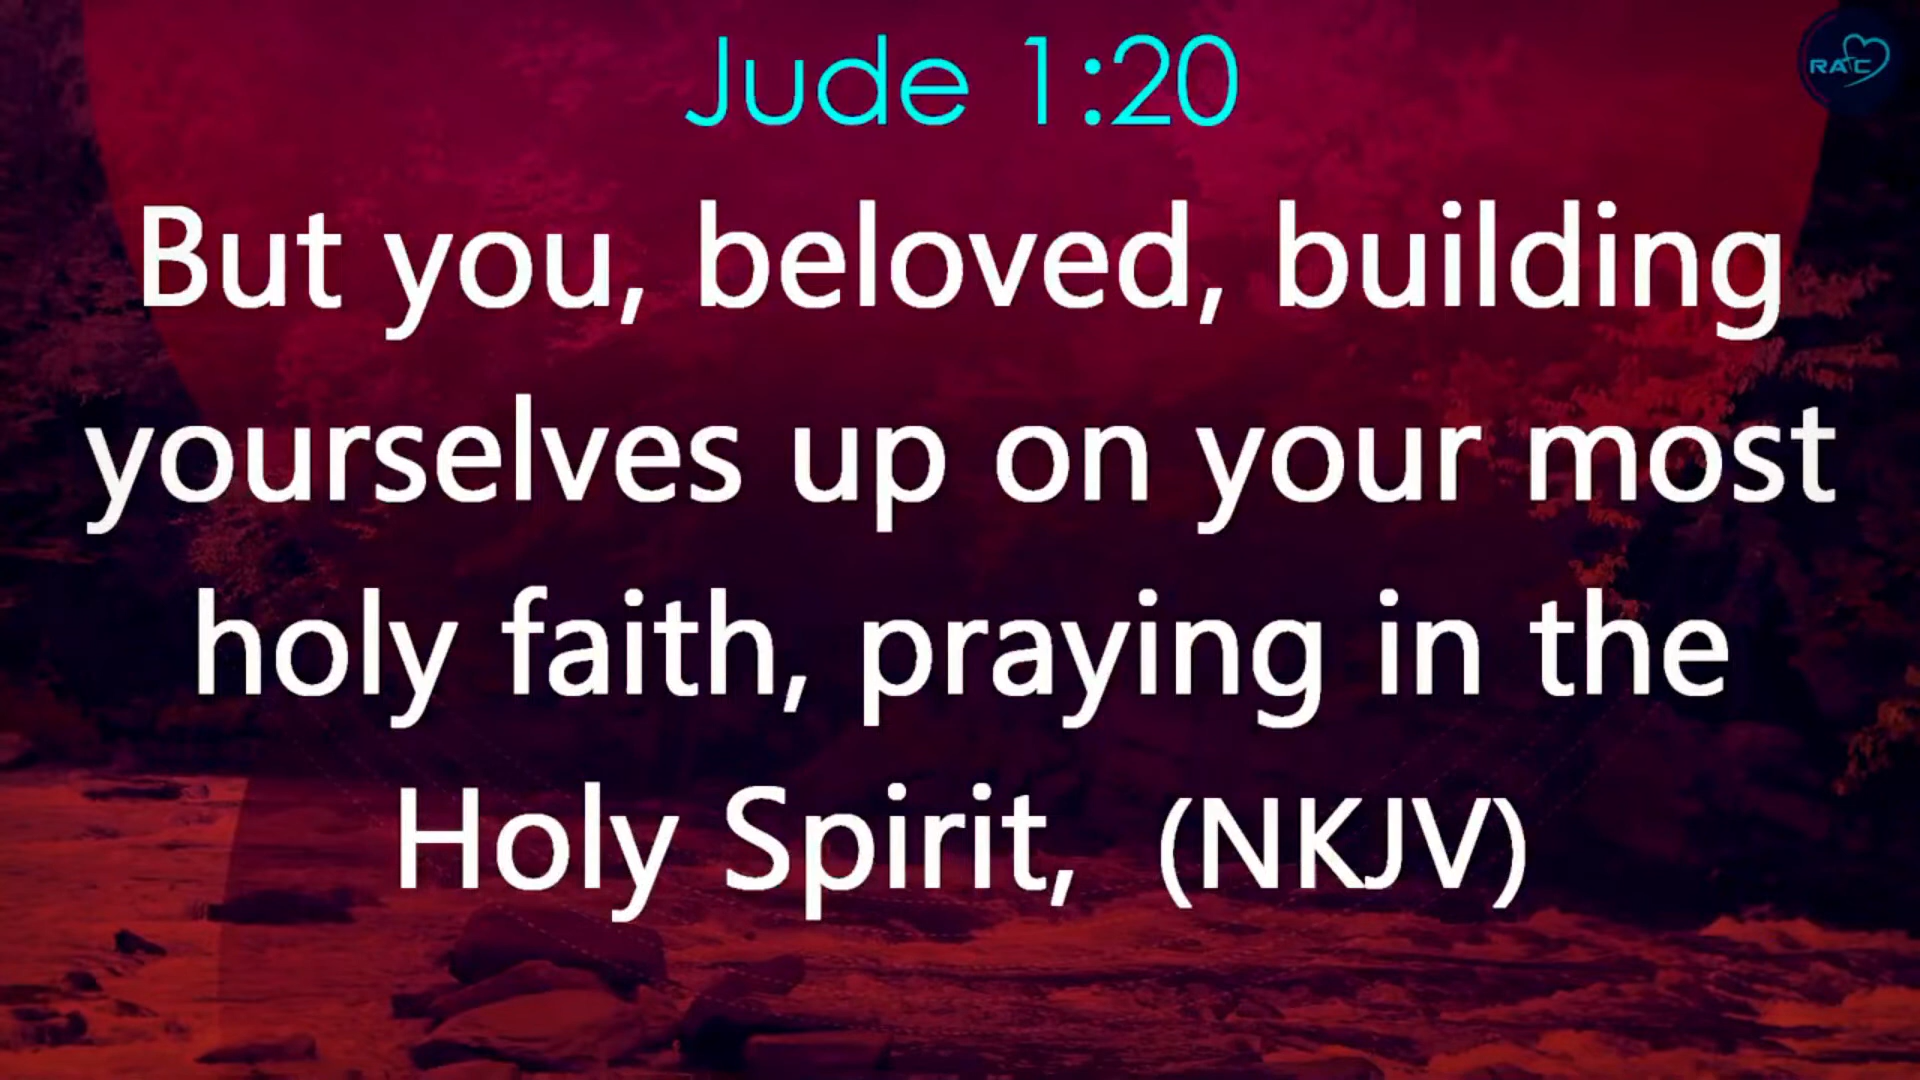 Jude 1:20
RAC
But you, beloved, building
yourselves up on your most
holy faith, praying in the
Holy Spirit, (NKJV)